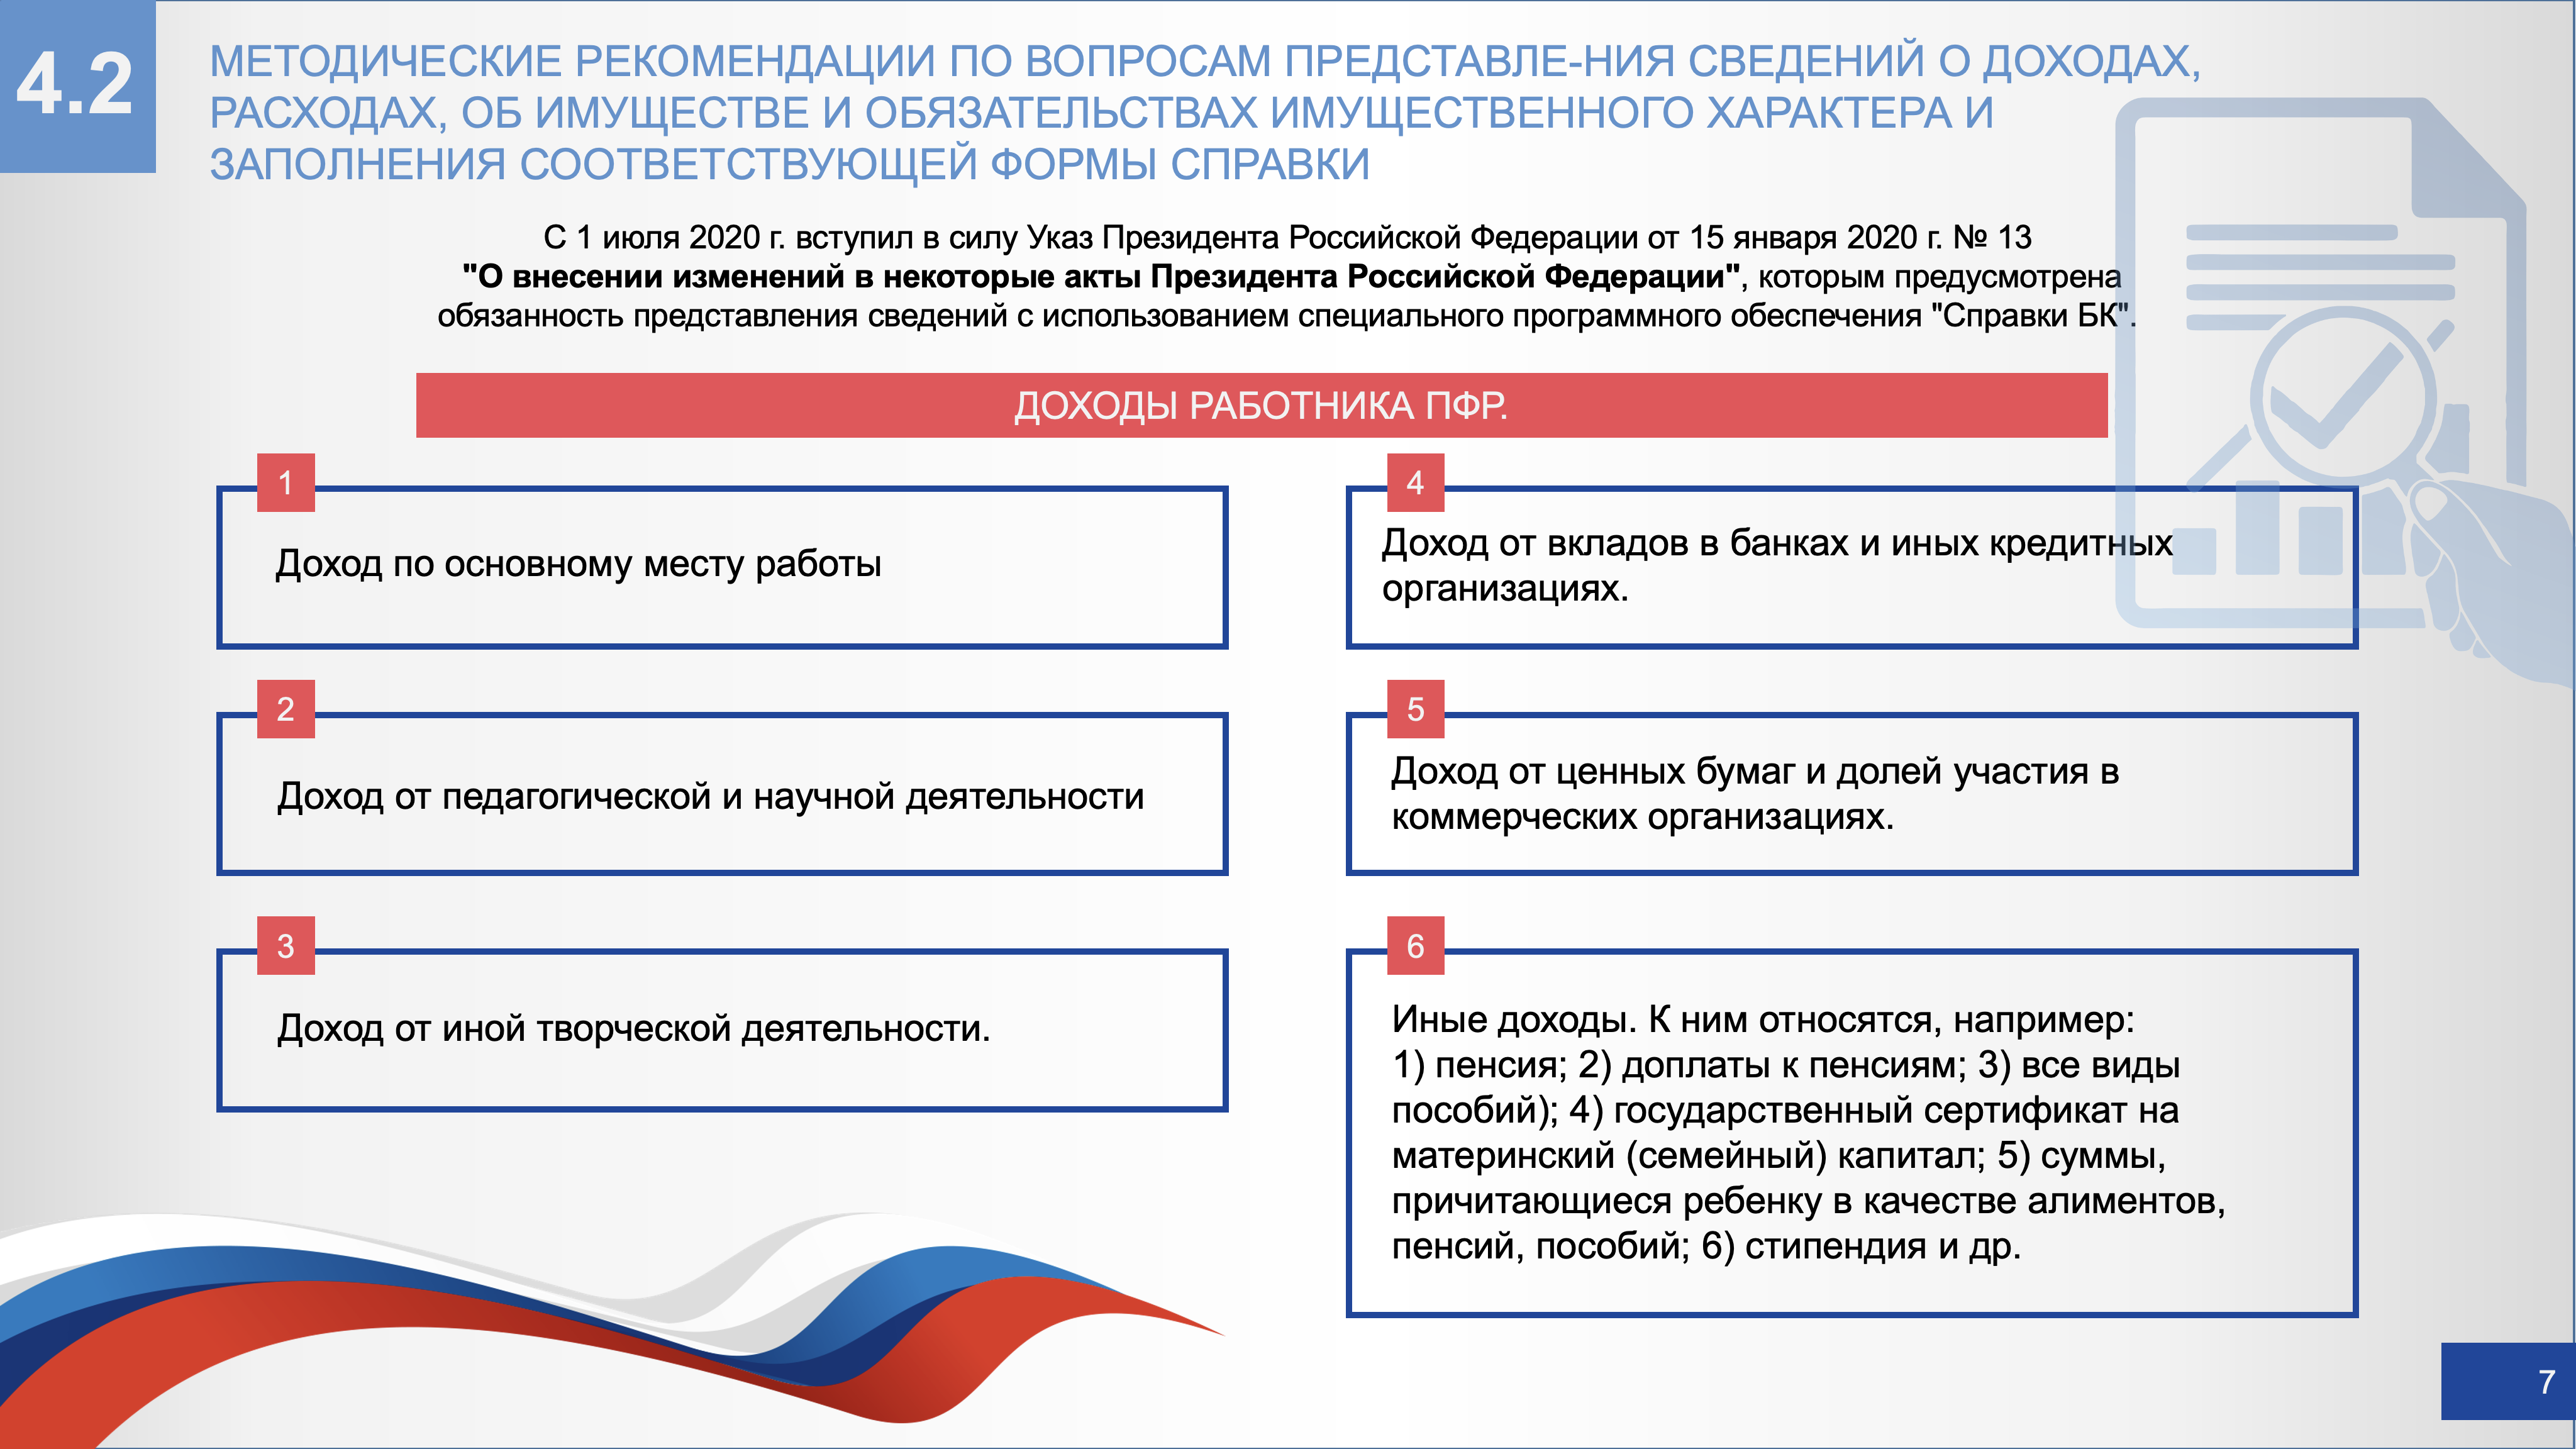 4.2
МЕТОДИЧЕСКИЕ РЕКОМЕНДАЦИИ ПО ВОПРОСАМ ПРЕДСТАВЛЕ-НИЯ СВЕДЕНИЙ О ДОХОДАХ,
РАСХОДАХ, ОБ ИМУЩЕСТВЕ И ОБЯЗАТЕЛЬСТВАХ ИМУЩЕСТВЕННОГО ХАРАКТЕРА И
ЗАПОЛНЕНИЯ СООТВЕТСТВУЮЩЕЙ ФОРМЫ СПРАВКИ
С 1 июля 2020 г. вступил в силу Указ Президента Российской Федерации от 15 января 2020 г. № 13
"О внесении изменений в некоторые акты Президента Российской Федерации", которым предусмотрена
обязанность представления сведений с использованием специального программного обеспечения "Справки БК".
ДОХОДЫ РАБОТНИКА ПФР.
1
Доход по основному месту работы
2
Доход от педагогической и научной деятельности
3
Доход от иной творческой деятельности.
4
Доход от вкладов в банках и иных кредитных
организациях.
5
Доход от ценных бумаг и долей участия в
коммерческих организациях.
6
Иные доходы. К ним относятся, например:
1) пенсия; 2) доплаты к пенсиям; 3) все виды
пособий); 4) государственный сертификат на
материнский (семейный) капитал; 5) суммы,
причитающиеся ребенку в качестве алиментов,
пенсий, пособий; 6) стипендия и др.
7